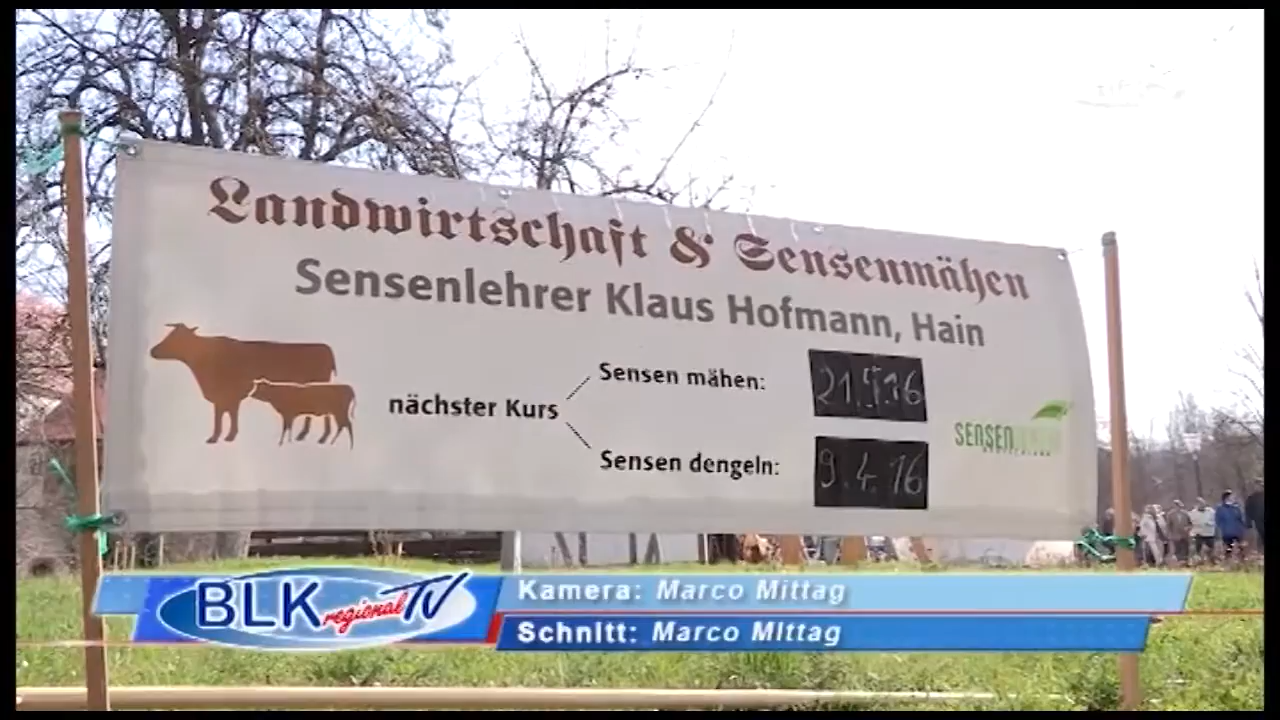 Landwirtschaft & Sensenmähen
Sensenlehrer Klaus Hofmann, Hain
Sensen mähen: 21.5.16
nächster Kurs
Sensen dengeln: 9.4.16
SENSEN
BLK regional TV
Kamera: Marco Mittag
Schnitt: Marco MIttag